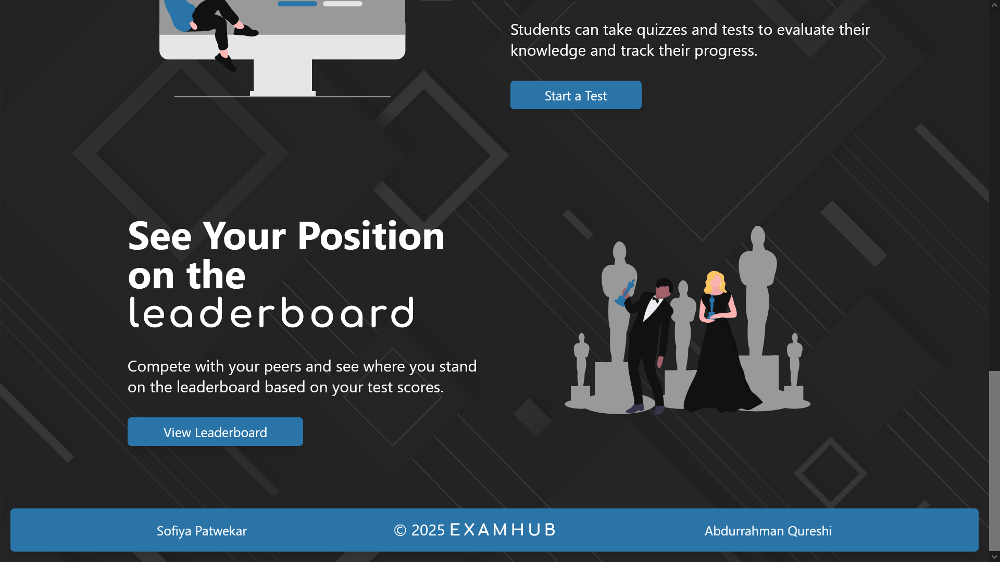 Students can take quizzes and tests to evaluate their
knowledge and track their progress.
Start a Test
See Your Position
on the
leaderboard
Compete with your peers and see where you stand
on the leaderboard based on your test scores.
View Leaderboard
Sofiya Patwekar
© 2025 EXAMHUB
Abdurrahman Qureshi